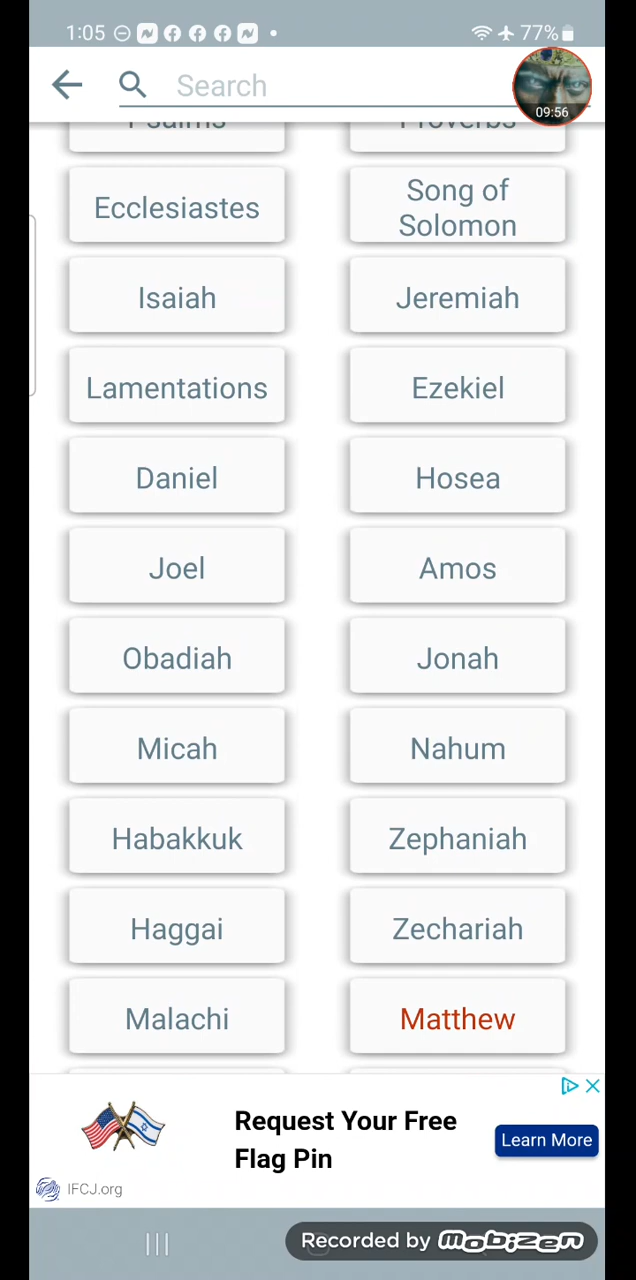 1:05
77%
Search
09:56
Psalms
Proverbs
Ecclesiastes
Song of
Solomon
Isaiah
Jeremiah
Lamentations
Ezekiel
Daniel
Hosea
Joel
Amos
Obadiah
Jonah
Micah
Nahum
Habakkuk
Zephaniah
Haggai
Zechariah
Malachi
Matthew
Request Your Free
Flag Pin
Learn More
IFCJ.org
Recorded by mobizen